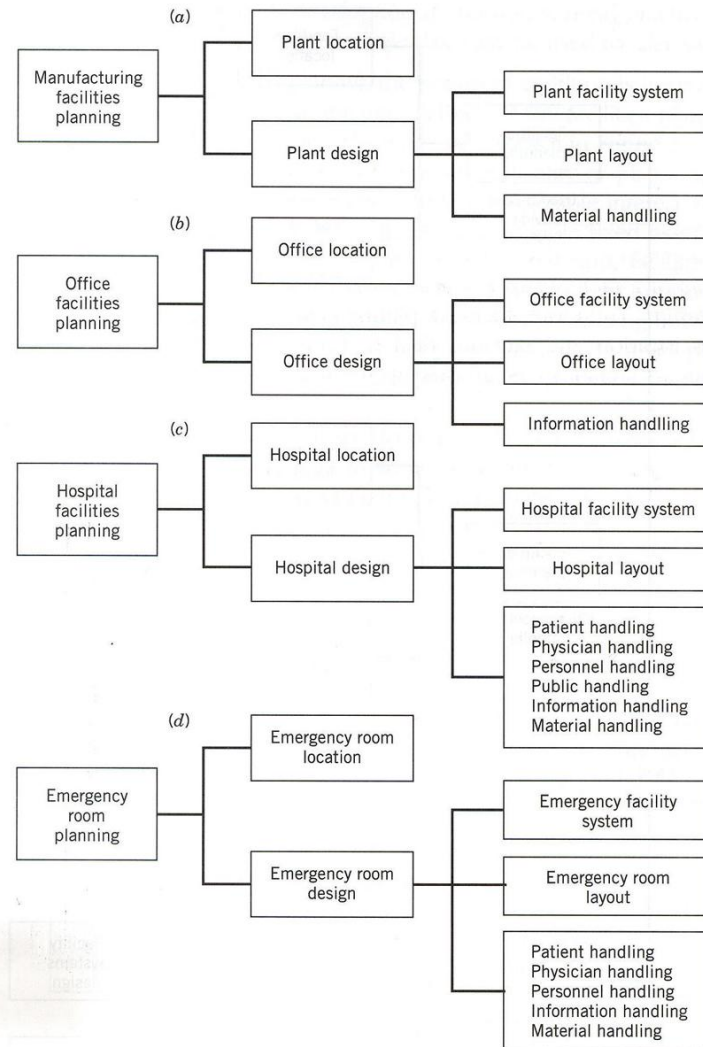 (a)
Manufacturing
facilities
planning
Plant location
Plant design
Plant facility system
Plant layout
Material handlling
(b)
Office
facilities
planning
Office location
Office design
Office facility system
Office layout
Information handlling
(c)
Hospital
facilities
planning
Hospital location
Hospital design
Hospital facility system
Hospital layout
Patient handling
Physician handling
Personnel handling
Public handling
Information handling
Material handling
(d)
Emergency
room
planning
Emergency room
location
Emergency room
design
Emergency facility
system
Emergency room
layout
Patient handling
Physician handling
Personnel handling
Information handling
Material handling